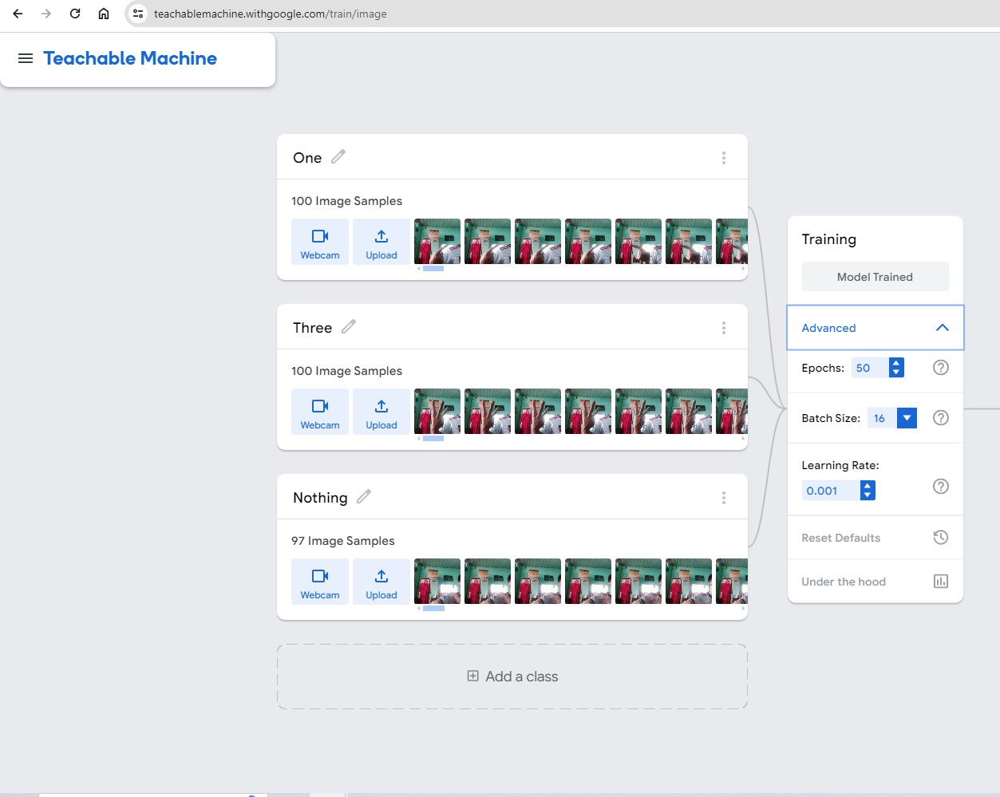 teachablemachine.withgoogle.com/train/image
Teachable Machine
One
100 Image Samples
Webcam
Upload
Three
100 Image Samples
Webcam
Upload
Nothing
97 Image Samples
Webcam
Upload
Add a class
Training
Model Trained
Advanced
Epochs: 50
Batch Size: 16
Learning Rate:
0.001
Reset Defaults
Under the hood